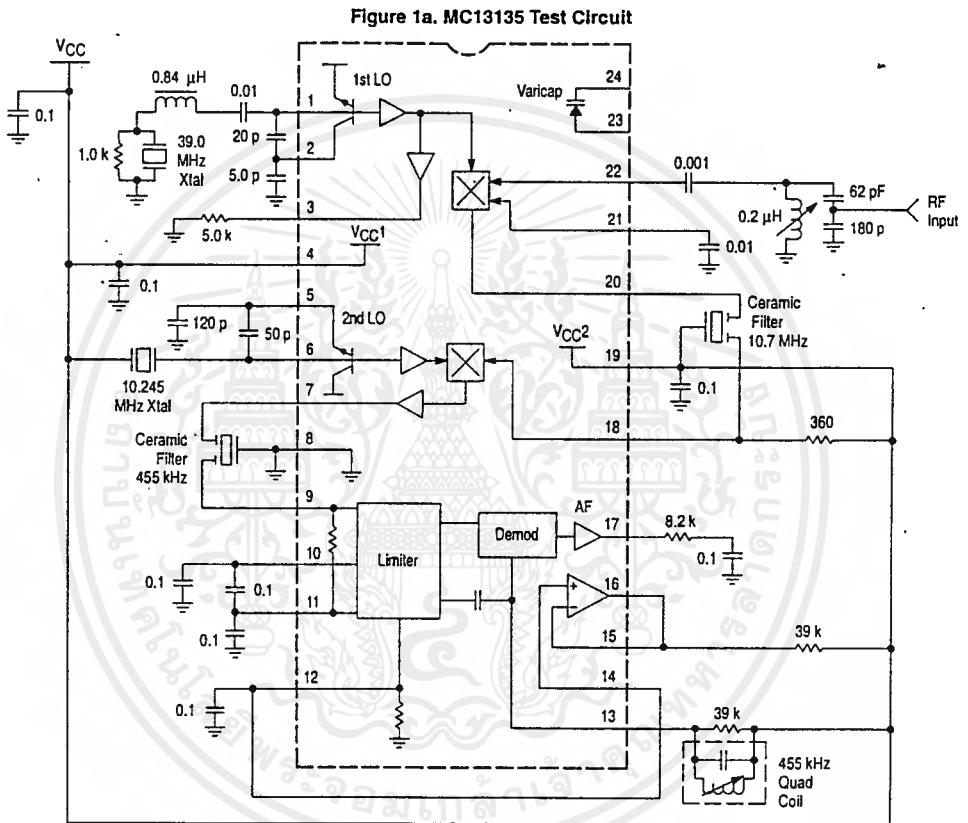 Figure 1a. MC13135 Test Circuit
VCC
0.1
0.84 µH
0.01
1.0 k
39.0
MHz
Xtal
20 p
5.0 p
5.0 k
0.1
120 p
50 p
10.245
MHz Xtal
Ceramic
Filter
455 kHz
0.1
0.1
0.1
0.1
1
2
3
4
5
6
7
8
9
10
11
12
1st LO
VCC1
2nd LO
Limiter
Demod
AF
Varicap
VCC2
+
−
24
23
22
21
20
19
18
17
16
15
14
13
0.001
62 pF
RF
Input
0.2 µH
180 p
0.01
Ceramic
Filter
10.7 MHz
0.1
360
8.2 k
0.1
39 k
39 k
455 kHz
Quad
Coil